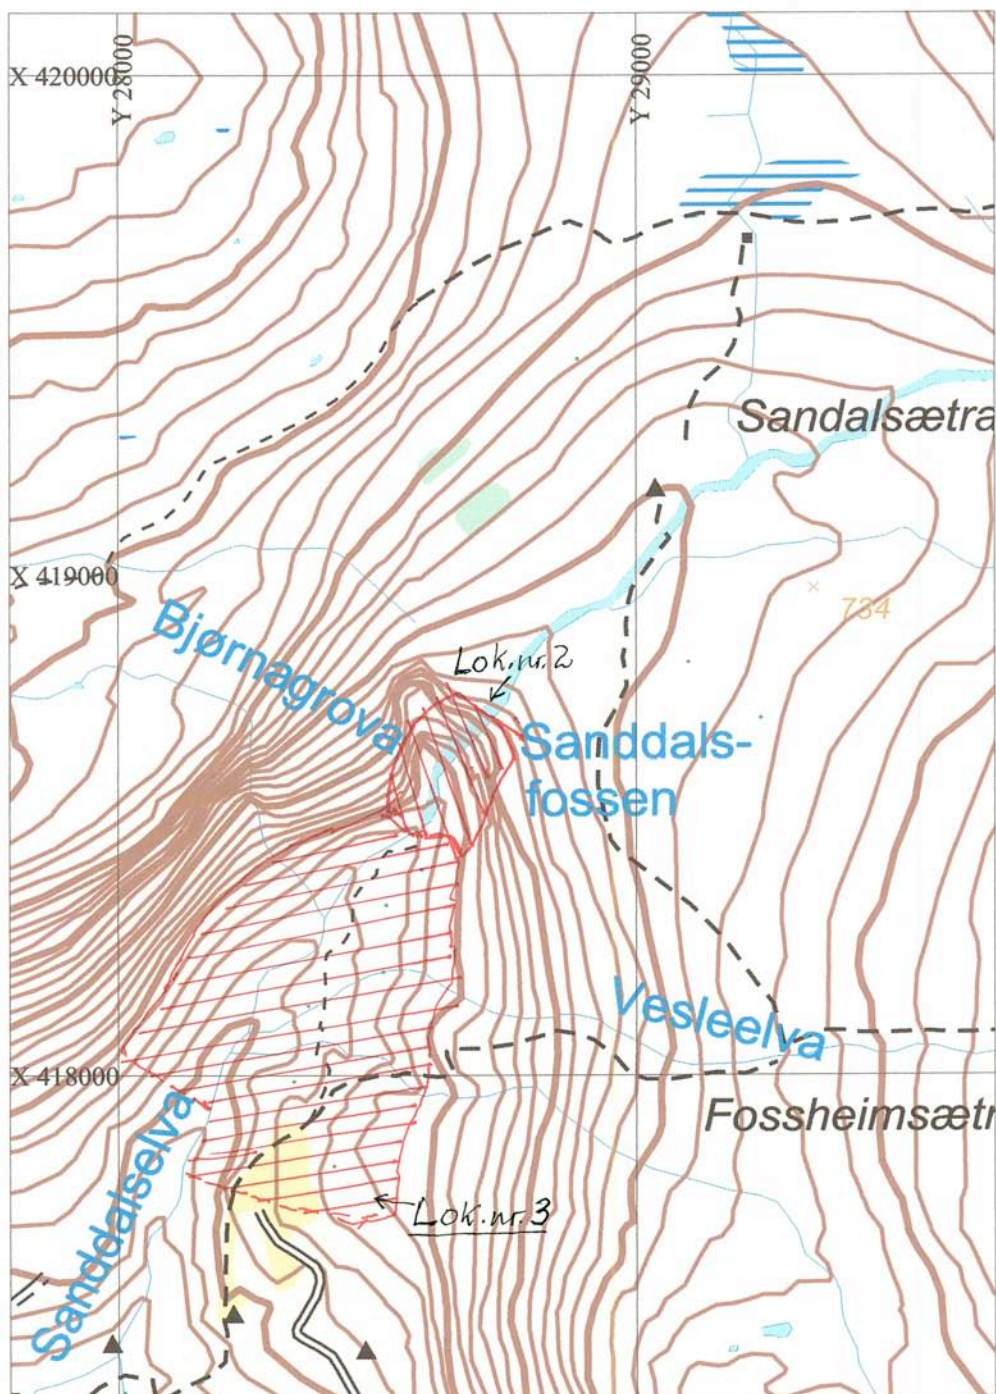 Y 28000
Y 29000
X 420000
Sandalsætra
X 419000
734
Bjørnagrova
Lok.nr.2
Sanddals-
fossen
Vesleelva
X 418000
Fossheimsætr
Sanddalselva
Lok.nr.3